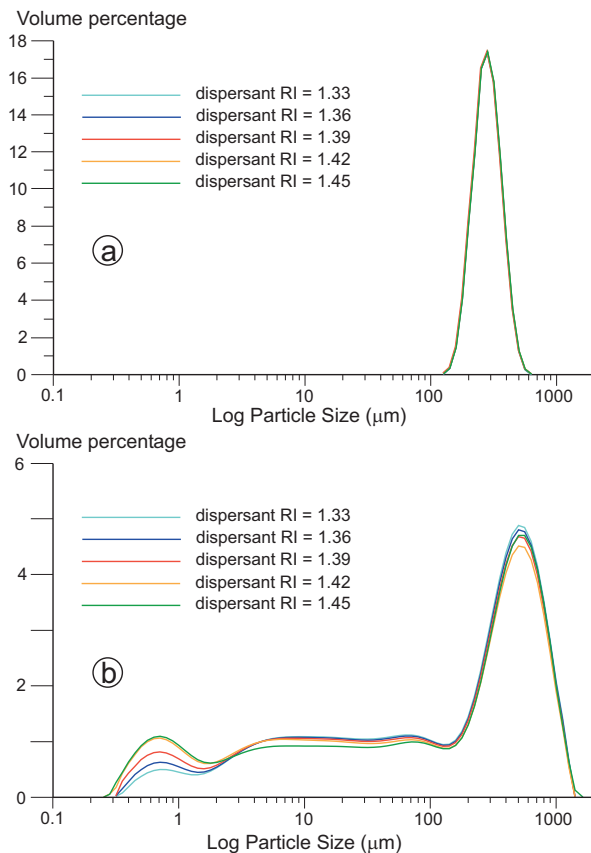 Volume percentage
18
16
14
12
10
8
6
4
2
0
dispersant RI = 1.33
dispersant RI = 1.36
dispersant RI = 1.39
dispersant RI = 1.42
dispersant RI = 1.45
a
0.1 1 10 100 1000
Log Particle Size (μm)
Volume percentage
6
4
2
0
dispersant RI = 1.33
dispersant RI = 1.36
dispersant RI = 1.39
dispersant RI = 1.42
dispersant RI = 1.45
b
0.1 1 10 100 1000
Log Particle Size (μm)